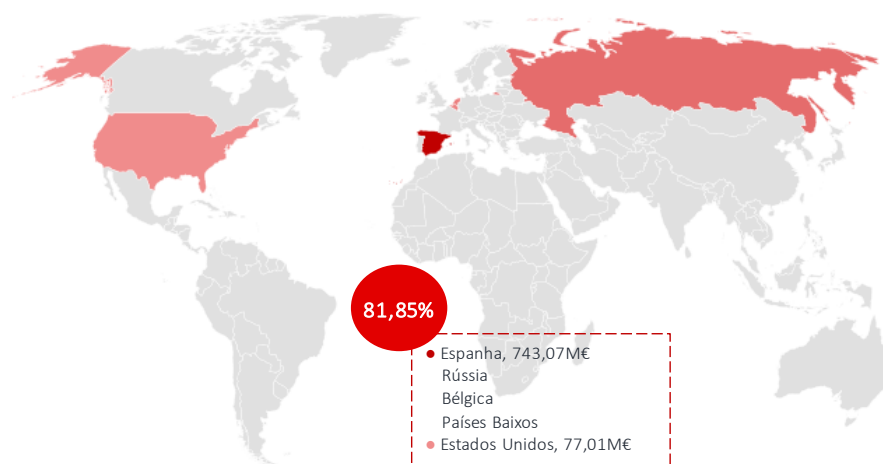 81,85%
Espanha, 743,07M€
Rússia
Bélgica
Países Baixos
Estados Unidos, 77,01M€